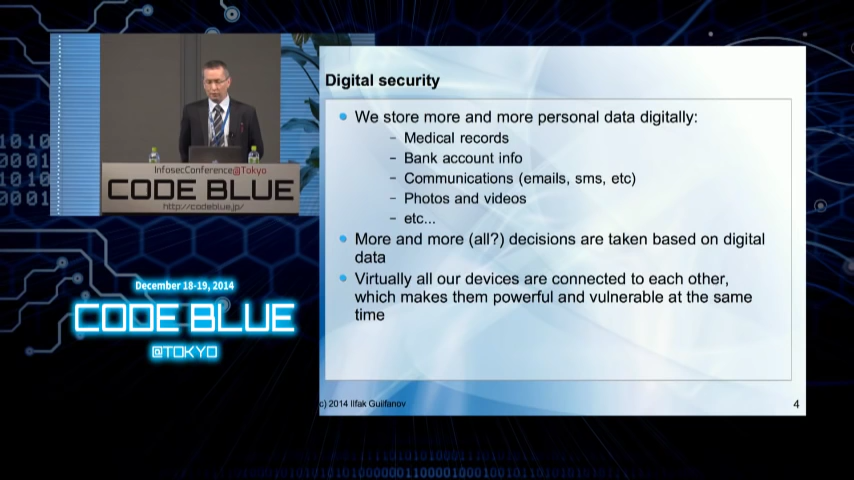 Digital security
We store more and more personal data digitally:
– Medical records
– Bank account info
– Communications (emails, sms, etc)
– Photos and videos
– etc...
More and more (all?) decisions are taken based on digital
data
Virtually all our devices are connected to each other,
which makes them powerful and vulnerable at the same
time
c) 2014 Ilfak Guilfanov
4
InfosecConference@Tokyo
CODE BLUE
http://codeblue.jp/
December 18-19, 2014
CODE BLUE
@TOKYO